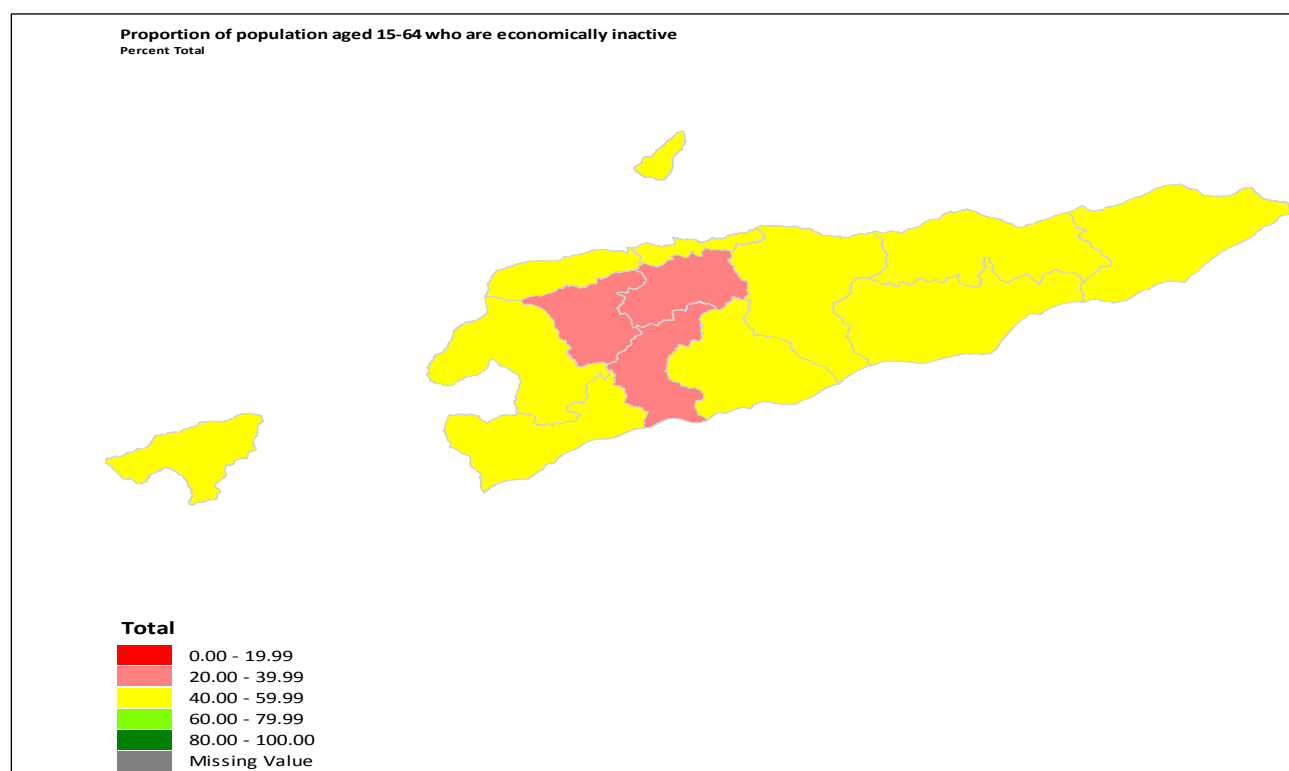 Proportion of population aged 15-64 who are economically inactive
Percent Total
Total
0.00 - 19.99
20.00 - 39.99
40.00 - 59.99
60.00 - 79.99
80.00 - 100.00
Missing Value